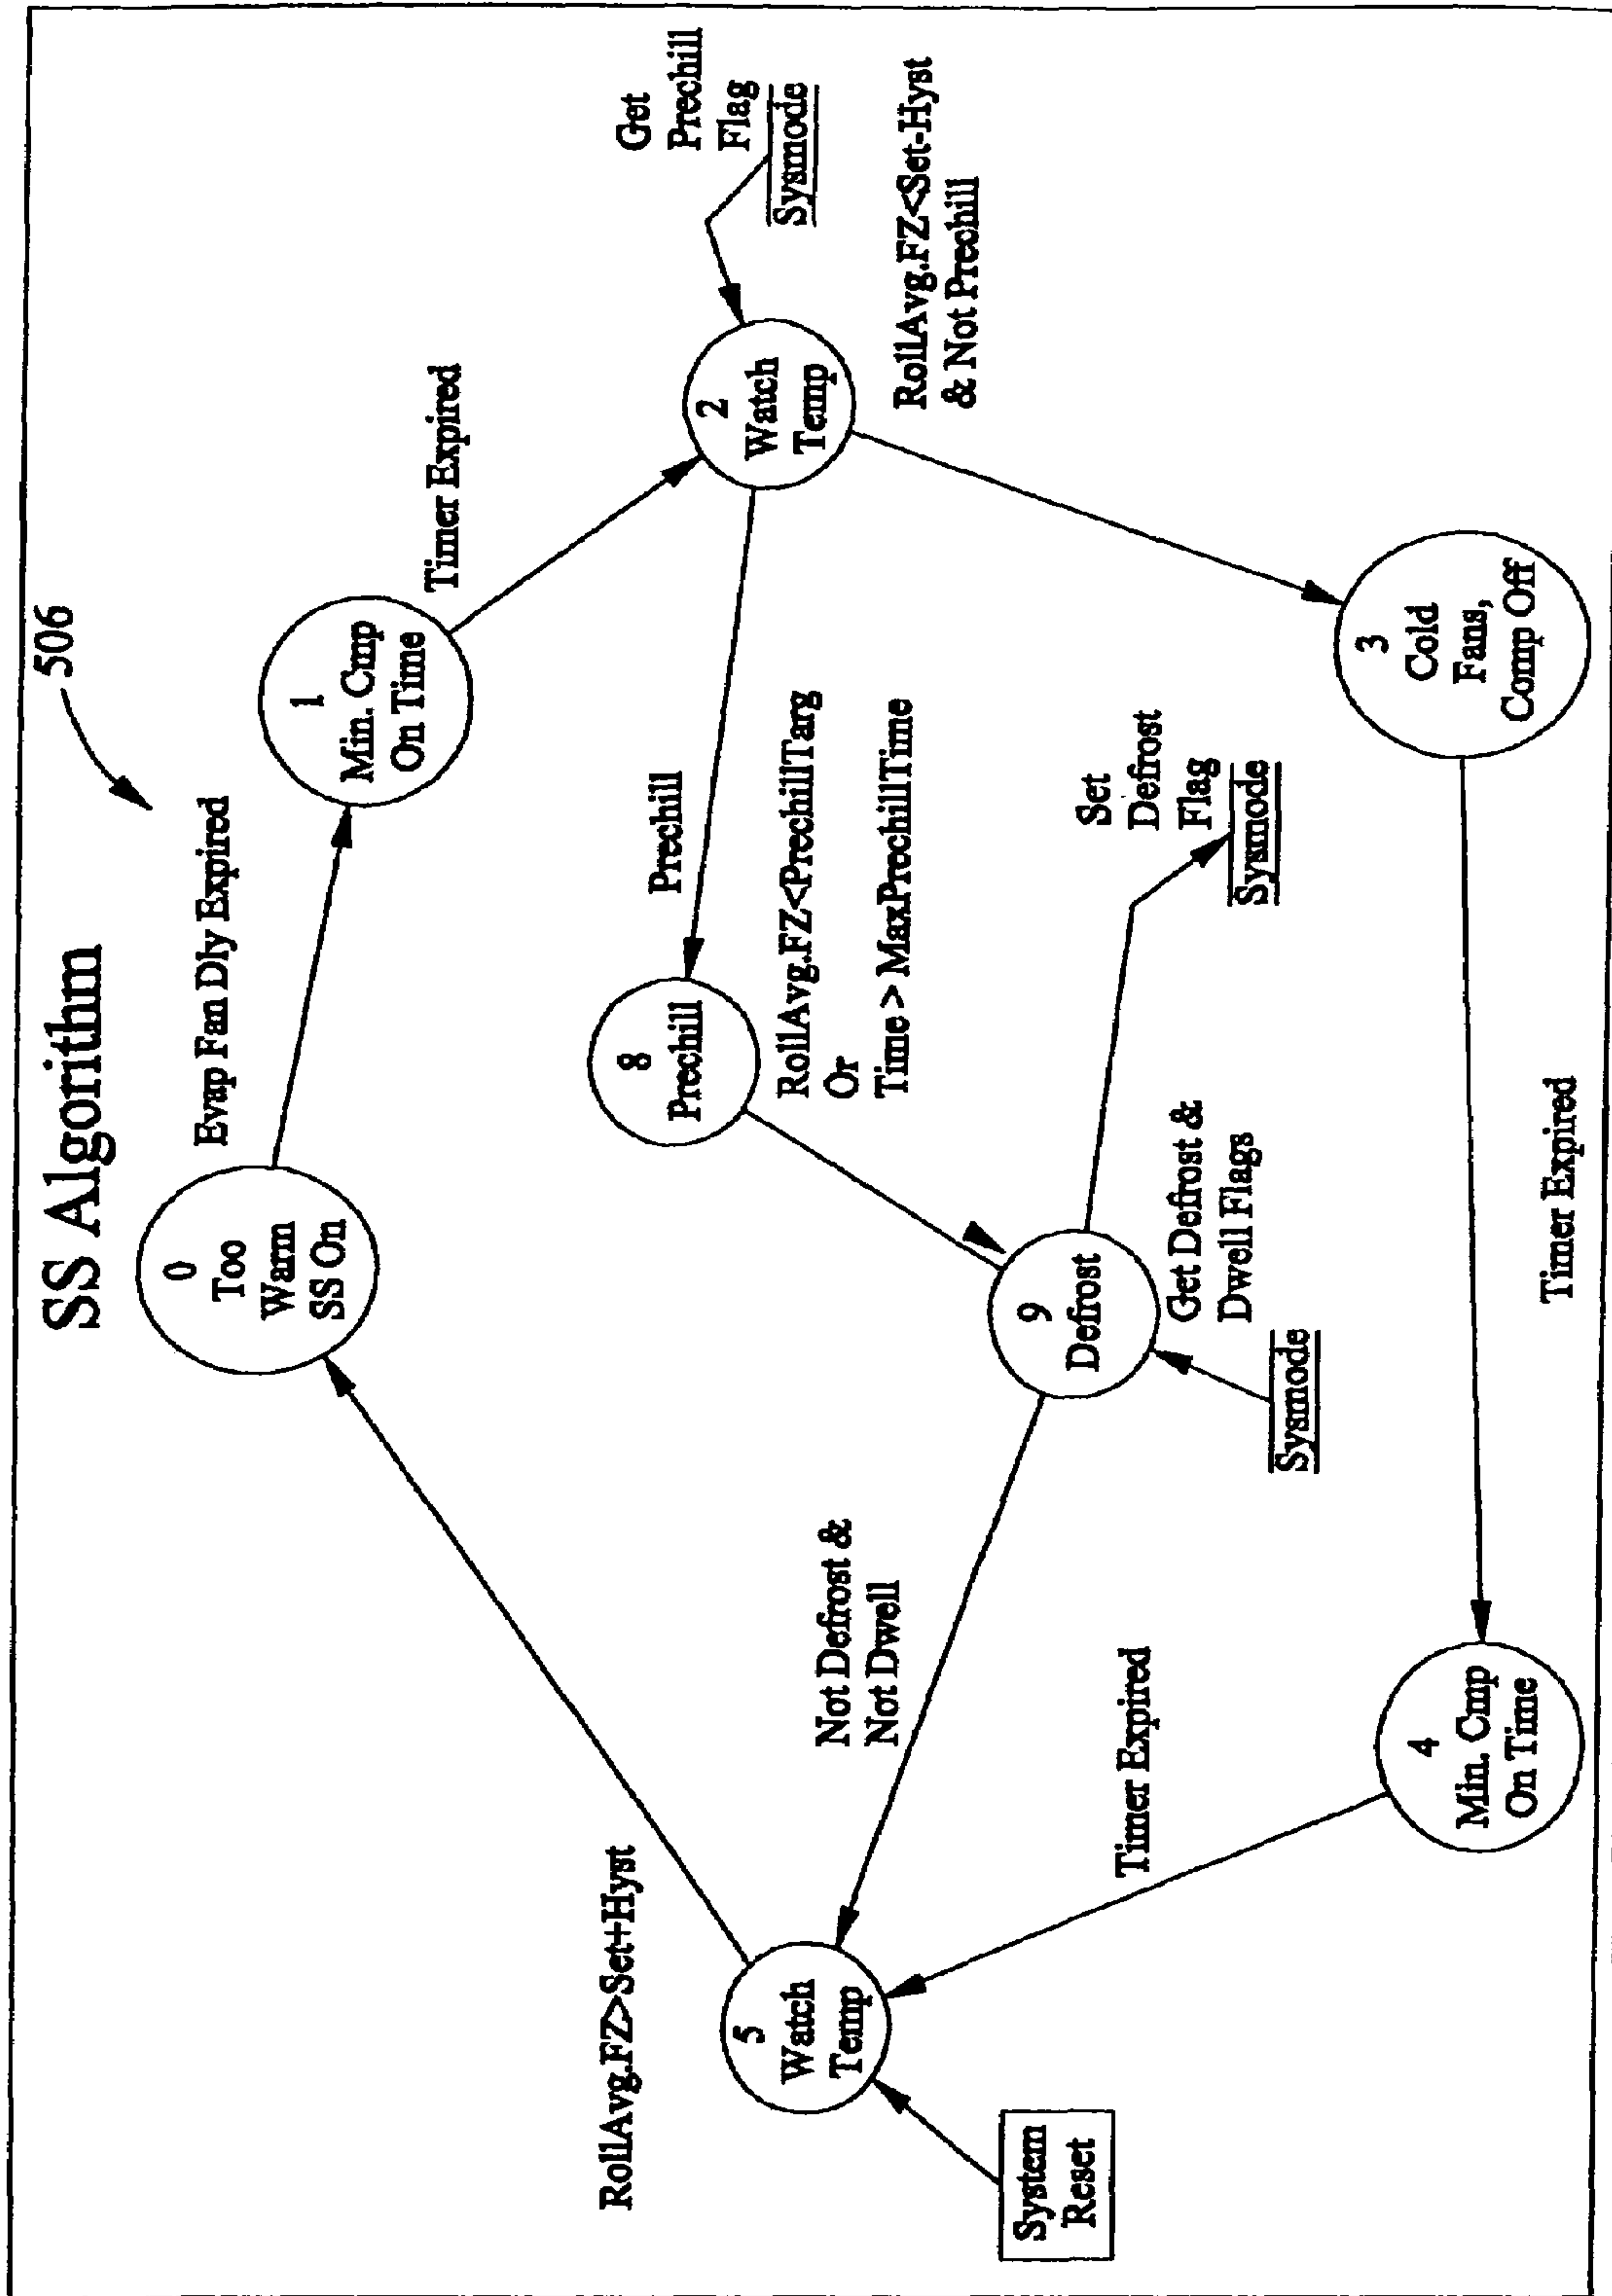 SS Algorithm
506
0
Too
Warm
SS On
Evap Fan Dly Expired
1
Min. Cmp
On Time
Timer Expired
2
Watch
Temp
Get
Prechill
Flag
Sysmode
RollAvg.FZ<Set-Hyst
& Not Prechill
Prechill
8
Prechill
RollAvg.FZ<PrechillTarg
Or
Time > MaxPrechillTime
3
Cold
Fans,
Comp Off
Set
Defrost
Flag
Sysmode
9
Defrost
Get Defrost &
Dwell Flags
Sysmode
Not Defrost &
Not Dwell
Timer Expired
4
Min. Cmp
On Time
Timer Expired
5
Watch
Temp
RollAvg.FZ>Set+Hyst
System
Reset